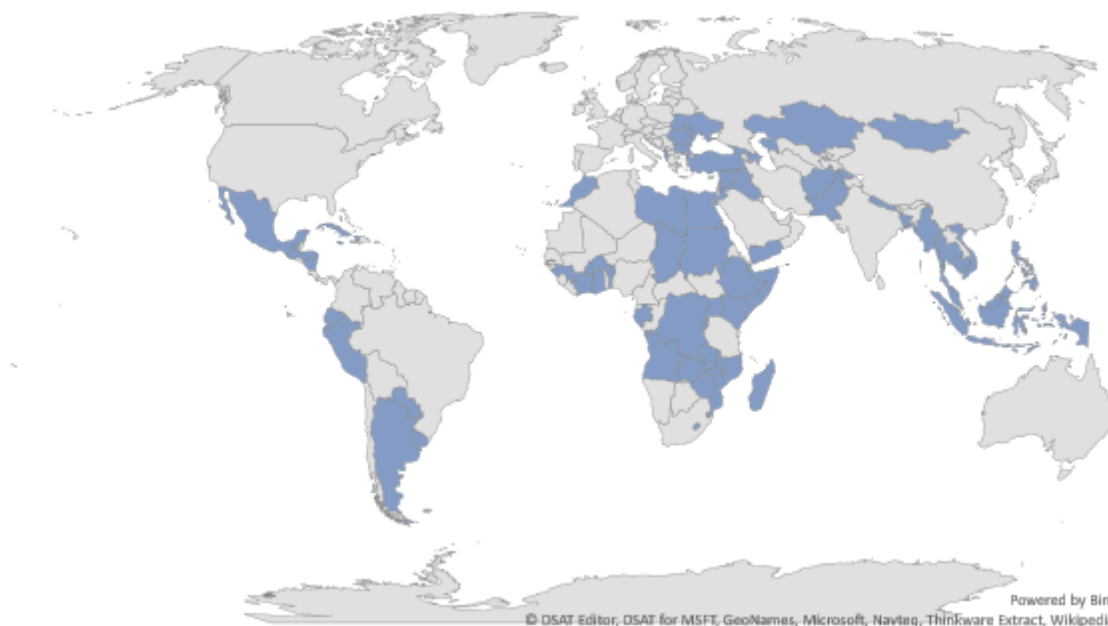 Powered by Bin
© DSAT Editor, DSAT for MSFT, GeoNames, Microsoft, Navteq, Thinkware Extract, Wikipedi